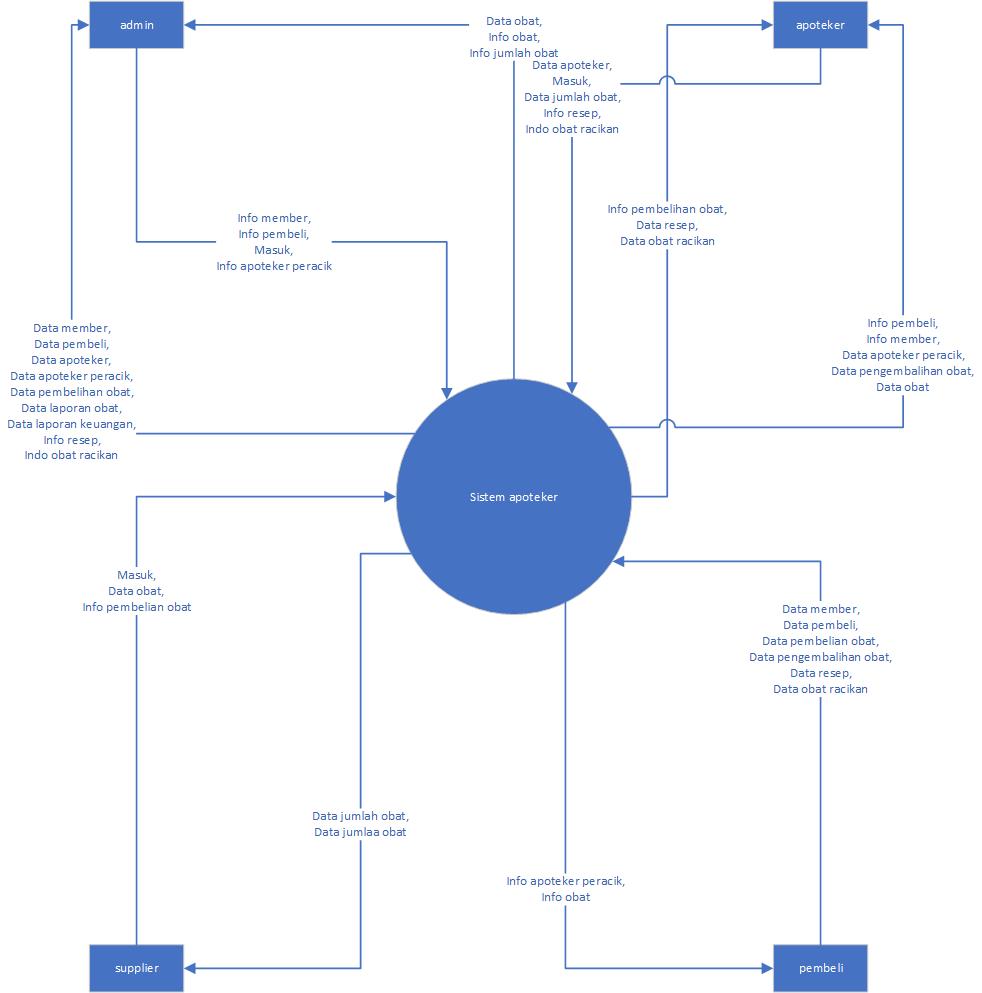 admin
Data obat,
Info obat,
Info jumlah obat
apoteker
Data apoteker,
Masuk,
Data jumlah obat,
Info resep,
Indo obat racikan
Info member,
Info pembeli,
Masuk,
Info apoteker peracik
Info pembelihan obat,
Data resep,
Data obat racikan
Data member,
Data pembeli,
Data apoteker,
Data apoteker peracik,
Data pembelihan obat,
Data laporan obat,
Data laporan keuangan,
Info resep,
Indo obat racikan
Info pembeli,
Info member,
Data apoteker peracik,
Data pengembalihan obat,
Data obat
Sistem apoteker
Masuk,
Data obat,
Info pembelian obat
Data member,
Data pembeli,
Data pembelian obat,
Data pengembalihan obat,
Data resep,
Data obat racikan
Data jumlah obat,
Data jumlaa obat
Info apoteker peracik,
Info obat
supplier
pembeli